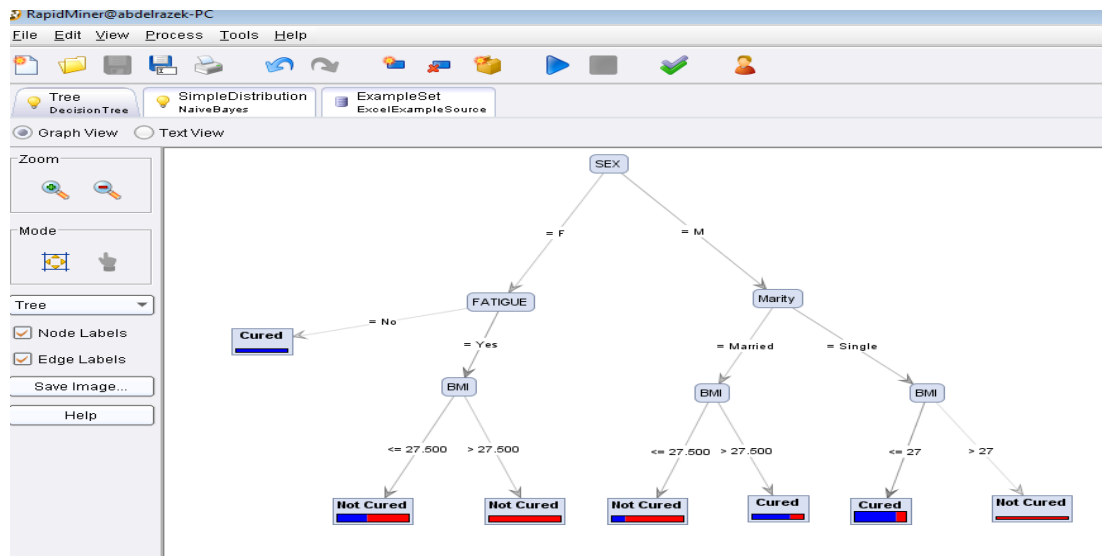 RapidMiner@abdelrazek-PC
File Edit View Process Tools Help
Tree
DecisionTree
SimpleDistribution
NaiveBayes
ExampleSet
ExcelExampleSource
Graph View Text View
Zoom
Mode
Tree
Node Labels
Edge Labels
Save Image...
Help
SEX
= F = M
FATIGUE Marity
= No
Cured
= Yes = Married = Single
BMI BMI BMI
<= 27.500 > 27.500 <= 27.500 > 27.500 <= 27 > 27
Not Cured Not Cured Not Cured Cured Cured Not Cured